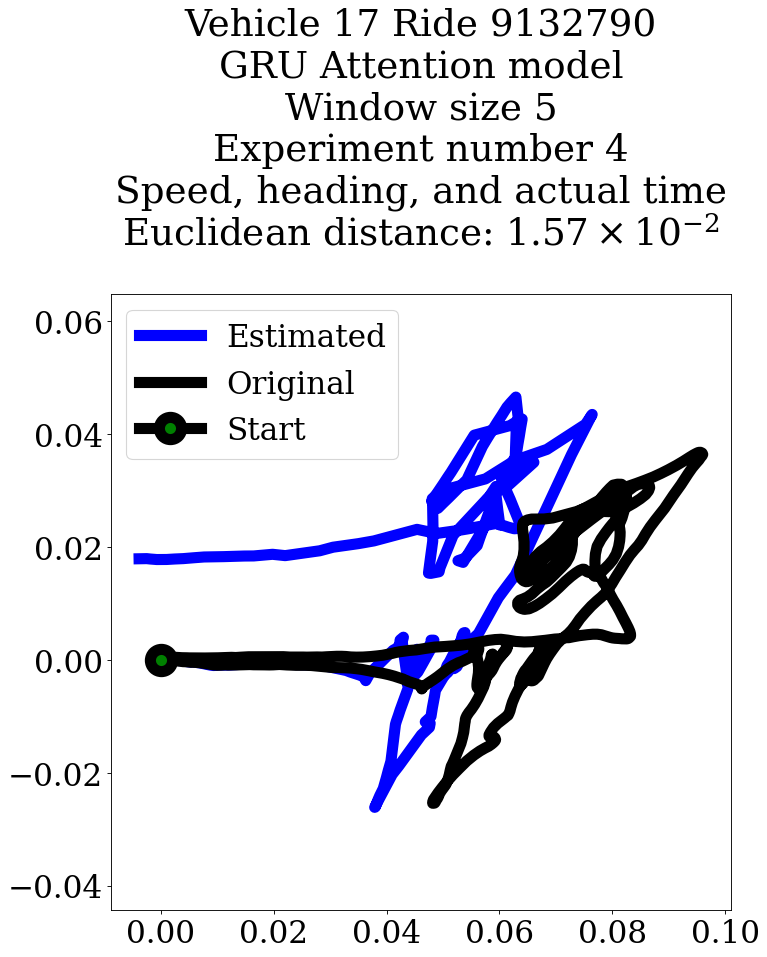 Vehicle 17 Ride 9132790
GRU Attention model
Window size 5
Experiment number 4
Speed, heading, and actual time
Euclidean distance: 1.57 × 10⁻²
Estimated
Original
Start
0.06
0.04
0.02
0.00
−0.02
−0.04
0.00 0.02 0.04 0.06 0.08 0.10